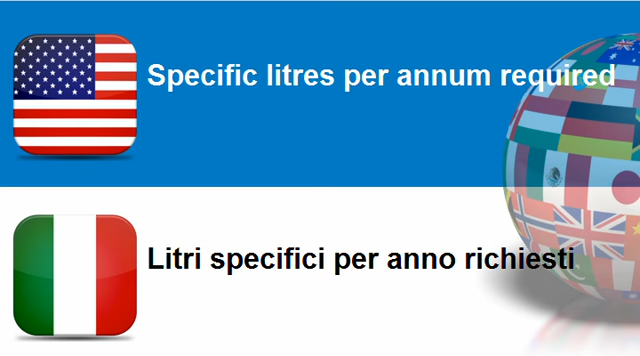 Specific litres per annum required
Litri specifici per anno richiesti